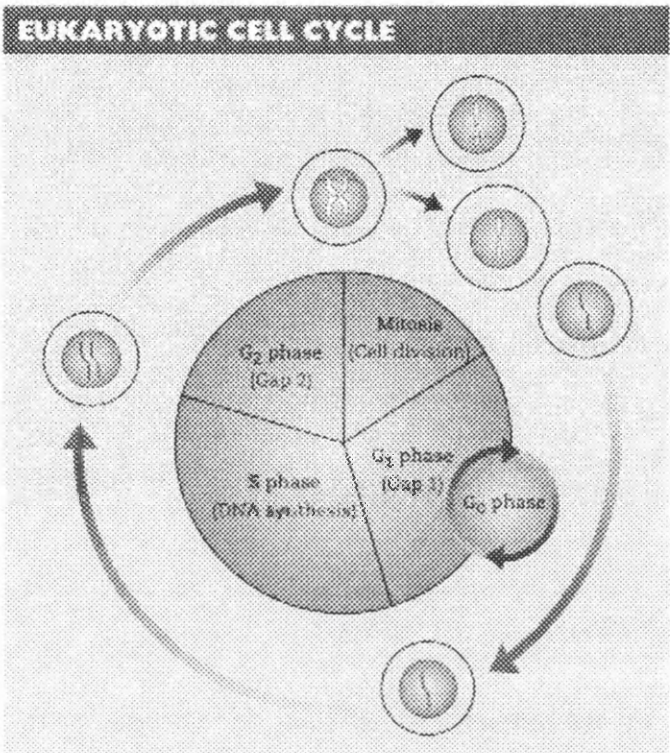 EUKARYOTIC CELL CYCLE
Mitosis
(Cell division)
G₂ phase
(Gap 2)
G₁ phase
(Gap 1)
S phase
(DNA synthesis)
G₀ phase